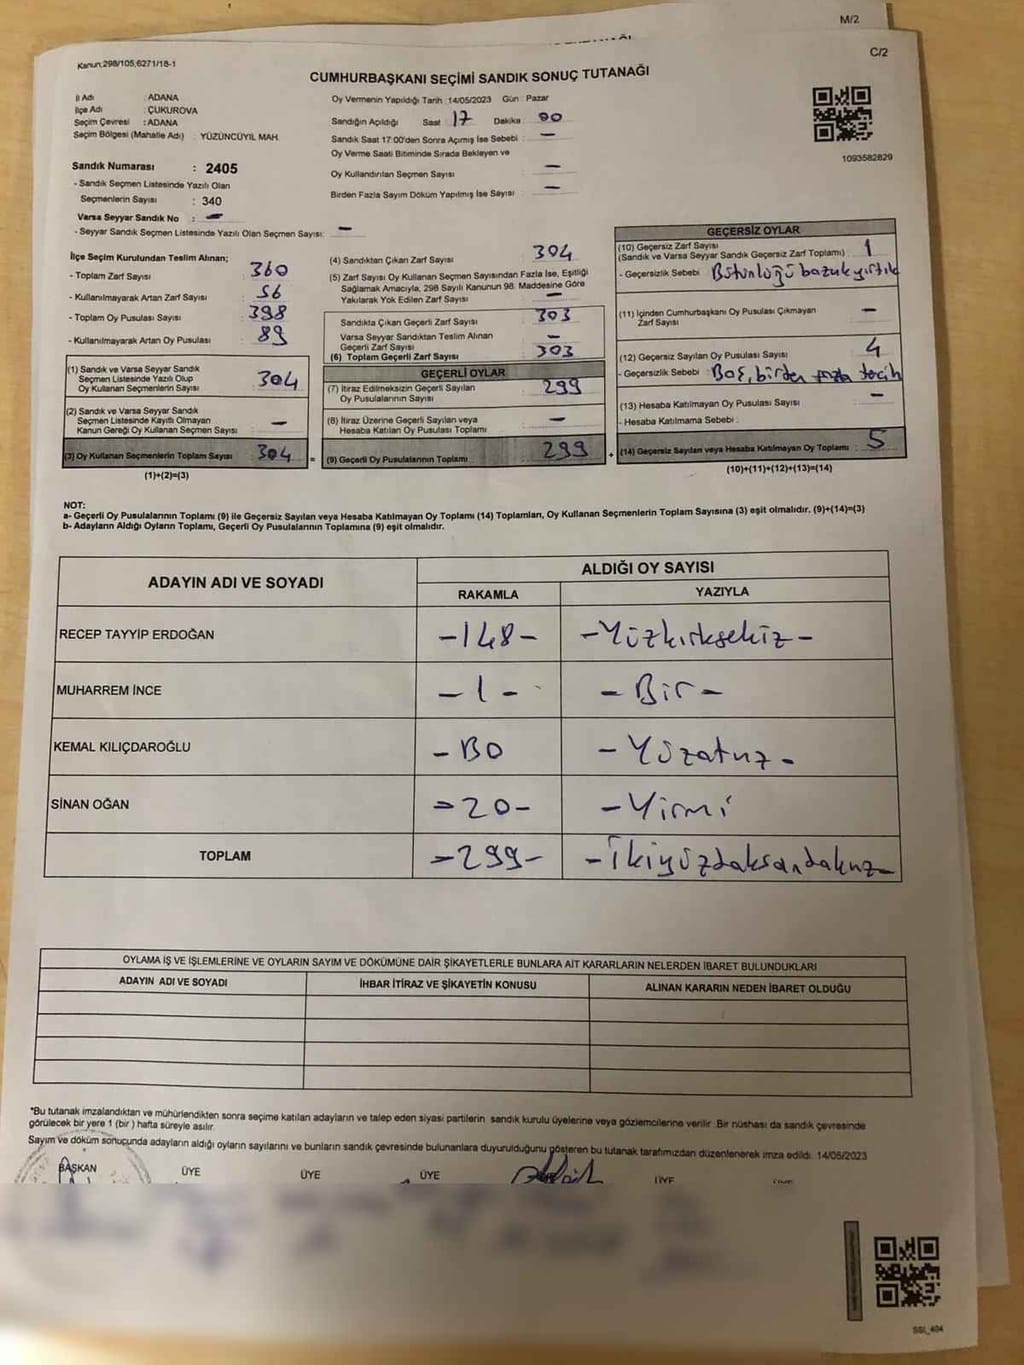 M/2
C/2
Kanun;298/105,6271/18-1
CUMHURBAŞKANI SEÇİMİ SANDIK SONUÇ TUTANAĞI
İl Adı : ADANA
İlçe Adı : ÇUKUROVA
Seçim Çevresi : ADANA
Seçim Bölgesi (Mahalle Adı) : YÜZÜNCÜYIL MAH.
Sandık Numarası : 2405
- Sandık Seçmen Listesinde Yazılı Olan
Seçmenlerin Sayısı : 340
Varsa Seyyar Sandık No : -
- Seyyar Sandık Seçmen Listesinde Yazılı Olan Seçmen Sayısı: -
Oy Vermenin Yapıldığı Tarih :14/05/2023 Gün : Pazar
Sandığın Açıldığı Saat : 17 Dakika : 00
Sandık Saat 17:00'den Sonra Açımış İse Sebebi : -
Oy Verme Saati Bitiminde Sırada Bekleyen ve
Oy Kullandırılan Seçmen Sayısı : -
Birden Fazla Sayım Döküm Yapılmış İse Sayısı : -
1093582829
İlçe Seçim Kurulundan Teslim Alınan;
- Toplam Zarf Sayısı : 360
- Kullanılmayarak Artan Zarf Sayısı : 56
- Toplam Oy Pusulası Sayısı : 398
- Kullanılmayarak Artan Oy Pusulası : 89
(1) Sandık ve Varsa Seyyar Sandık
Seçmen Listesinde Yazılı Olup
Oy Kullanan Seçmenlerin Sayısı : 304
(2) Sandık ve Varsa Seyyar Sandık
Seçmen Listesinde Kayıtlı Olmayan
Kanun Gereği Oy Kullanan Seçmen Sayısı : -
(3) Oy Kullanan Seçmenlerin Toplam Sayısı : 304
(1)+(2)=(3)
(4) Sandıktan Çıkan Zarf Sayısı : 304
(5) Zarf Sayısı Oy Kullanan Seçmen Sayısından Fazla İse, Eşitliği
Sağlamak Amacıyla, 298 Sayılı Kanunun 98. Maddesine Göre
Yakılarak Yok Edilen Zarf Sayısı : -
Sandıkta Çıkan Geçerli Zarf Sayısı : 303
Varsa Seyyar Sandıktan Teslim Alınan
Geçerli Zarf Sayısı : -
(6) Toplam Geçerli Zarf Sayısı : 303
GEÇERLİ OYLAR
(7) İtiraz Edilmeksizin Geçerli Sayılan
Oy Pusulalarının Sayısı : 299
(8) İtiraz Üzerine Geçerli Sayılan veya
Hesaba Katılan Oy Pusulası Toplamı : -
(9) Geçerli Oy Pusulalarının Toplamı : 299
GEÇERSİZ OYLAR
(10) Geçersiz Zarf Sayısı
(Sandık ve Varsa Seyyar Sandık Geçersiz Zarf Toplamı) : 1
- Geçersizlik Sebebi : Bütünlüğü bozuk yırtık
(11) İçinden Cumhurbaşkanı Oy Pusulası Çıkmayan
Zarf Sayısı : -
(12) Geçersiz Sayılan Oy Pusulası Sayısı : 4
- Geçersizlik Sebebi : Boş, birden fazla tercih
(13) Hesaba Katılmayan Oy Pusulası Sayısı : -
- Hesaba Katılmama Sebebi :
(14) Geçersiz Sayılan veya Hesaba Katılmayan Oy Toplamı : 5
(10)+(11)+(12)+(13)=(14)
NOT:
a- Geçerli Oy Pusulalarının Toplamı (9) ile Geçersiz Sayılan veya Hesaba Katılmayan Oy Toplamı (14) Toplamları, Oy Kullanan Seçmenlerin Toplam Sayısına (3) eşit olmalıdır. (9)+(14)=(3)
b- Adayların Aldığı Oyların Toplamı, Geçerli Oy Pusulalarının Toplamına (9) eşit olmalıdır.
ADAYIN ADI VE SOYADI
ALDIĞI OY SAYISI
RAKAMLA YAZIYLA
RECEP TAYYİP ERDOĞAN -148- -Yüzkırksekiz-
MUHARREM İNCE -1- -Bir-
KEMAL KILIÇDAROĞLU -130 -Yüzotuz-
SİNAN OĞAN -20- -Yirmi
TOPLAM -299- -İkiyüzdoksandokuz-
OYLAMA İŞ VE İŞLEMLERİNE VE OYLARIN SAYIM VE DÖKÜMÜNE DAİR ŞİKAYETLERLE BUNLARA AİT KARARLARIN NELERDEN İBARET BULUNDUKLARI
ADAYIN ADI VE SOYADI İHBAR İTİRAZ VE ŞİKAYETİN KONUSU ALINAN KARARIN NEDEN İBARET OLDUĞU
*Bu tutanak imzalandıktan ve mühürlendikten sonra seçime katılan adayların ve talep eden siyasi partilerin sandık kurulu üyelerine veya gözlemcilerine verilir. Bir nüshası da sandık çevresinde
görülecek bir yere 1 (bir ) hafta süreyle asılır.
Sayım ve döküm sonucunda adayların aldığı oyların sayılarını ve bunların sandık çevresinde bulunanlara duyurulduğunu gösteren bu tutanak tarafımızdan düzenlenerek imza edildi. 14/05/2023
BAŞKAN ÜYE ÜYE ÜYE ÜYE
SSI_404